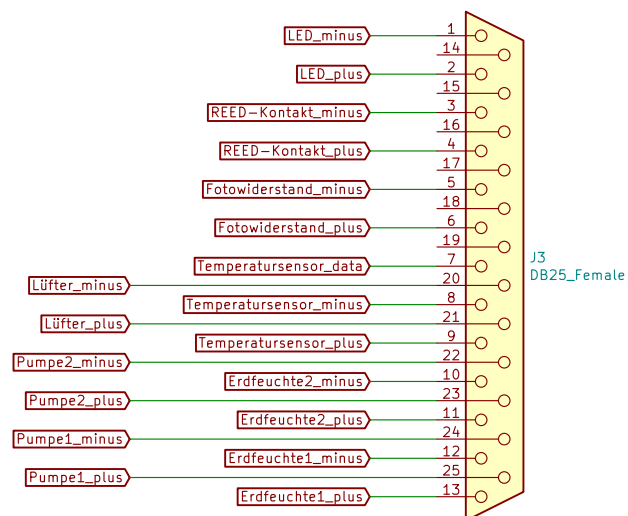 LED_minus 1
14
LED_plus 2
15
REED-Kontakt_minus 3
16
REED-Kontakt_plus 4
17
Fotowiderstand_minus 5
18
Fotowiderstand_plus 6
19
J3
Temperatursensor_data 7
DB25_Female
Lüfter_minus 20
Temperatursensor_minus 8
Lüfter_plus 21
Temperatursensor_plus 9
Pumpe2_minus 22
Erdfeuchte2_minus 10
Pumpe2_plus 23
Erdfeuchte2_plus 11
Pumpe1_minus 24
Erdfeuchte1_minus 12
Pumpe1_plus 25
Erdfeuchte1_plus 13